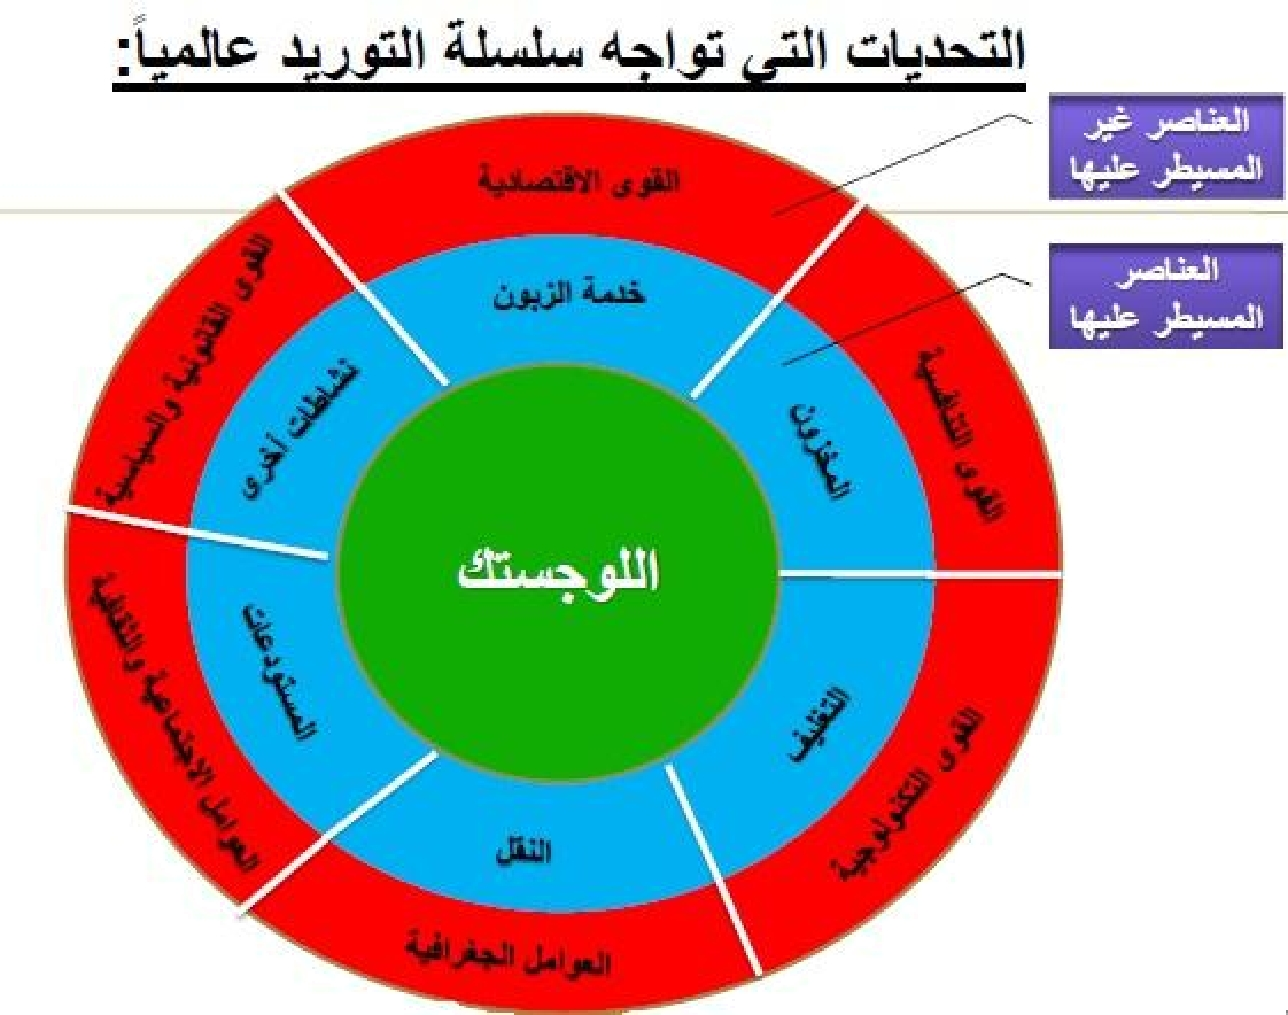 التحديات التي تواجه سلسلة التوريد عالمياً:
العناصر غير
المسيطر عليها
العناصر
المسيطر عليها
القوى الاقتصادية
القوى التنافسية
القوى التكنولوجية
العوامل الجغرافية
العوامل الاجتماعية والثقافية
القوى القانونية والسياسية
خدمة الزبون
المخزون
التغليف
النقل
المستودعات
نشاطات أخرى
اللوجستك